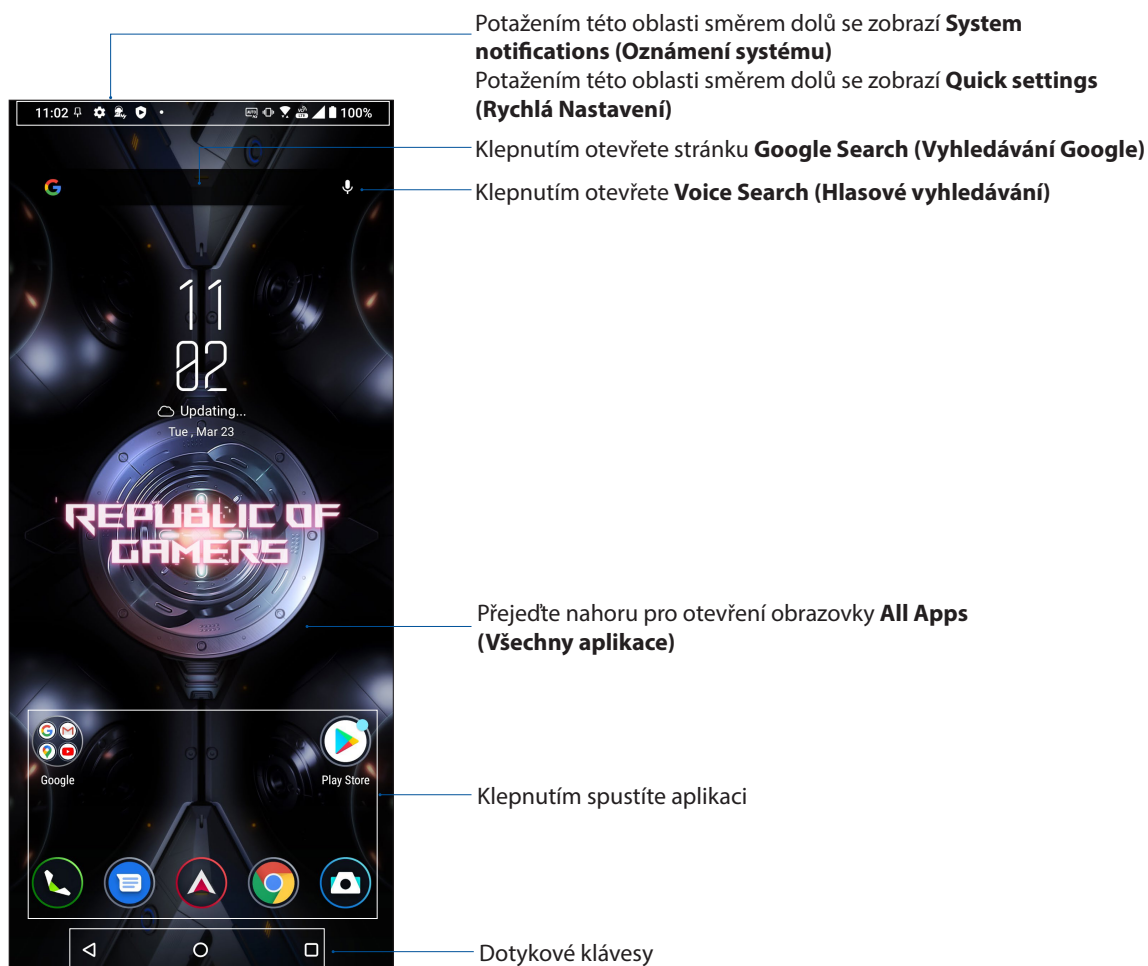 Potažením této oblasti směrem dolů se zobrazí System
notifications (Oznámení systému)
Potažením této oblasti směrem dolů se zobrazí Quick settings
(Rychlá Nastavení)
11:02
100%
Klepnutím otevřete stránku Google Search (Vyhledávání Google)
Klepnutím otevřete Voice Search (Hlasové vyhledávání)
11
02
Updating...
Tue , Mar 23
REPUBLIC OF
GAMERS
Přejeďte nahoru pro otevření obrazovky All Apps
(Všechny aplikace)
Google
Play Store
Klepnutím spustíte aplikaci
Dotykové klávesy